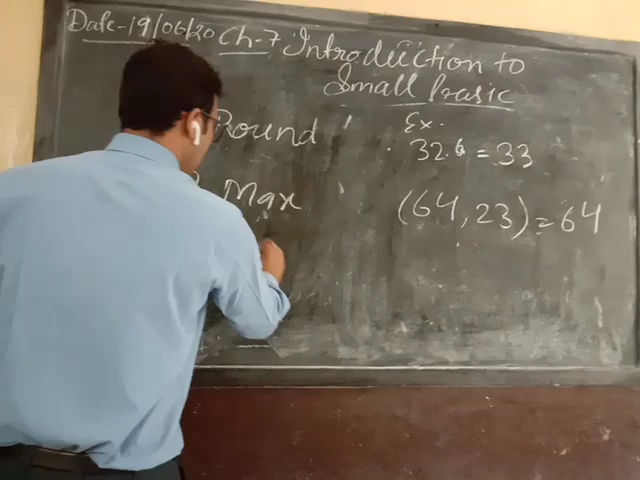 Date-19/06/20 Ch-7 Introduction to
Small basic
Round
Ex.
32.6 = 33
Max
(64, 23) = 64